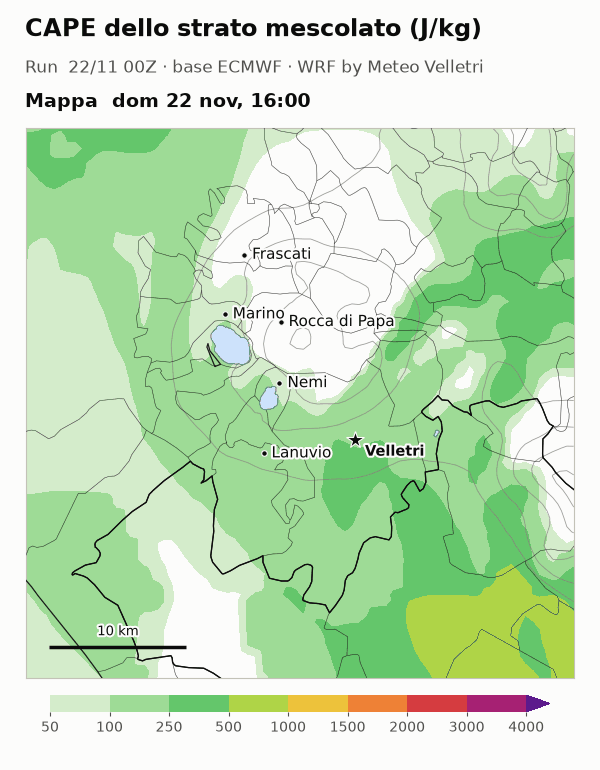 CAPE dello strato mescolato (J/kg)
Run  22/11 00Z · base ECMWF · WRF by Meteo Velletri
Mappa  dom 22 nov, 16:00
Frascati
Marino
Rocca di Papa
Nemi
Velletri
Lanuvio
10 km
50 100 250 500 1000 1500 2000 3000 4000